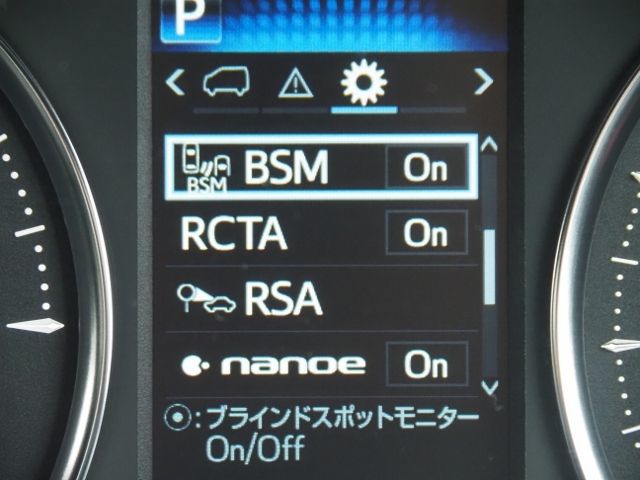 P
BSM BSM On
RCTA On
RSA
nanoe On
:ブラインドスポットモニター
On/Off